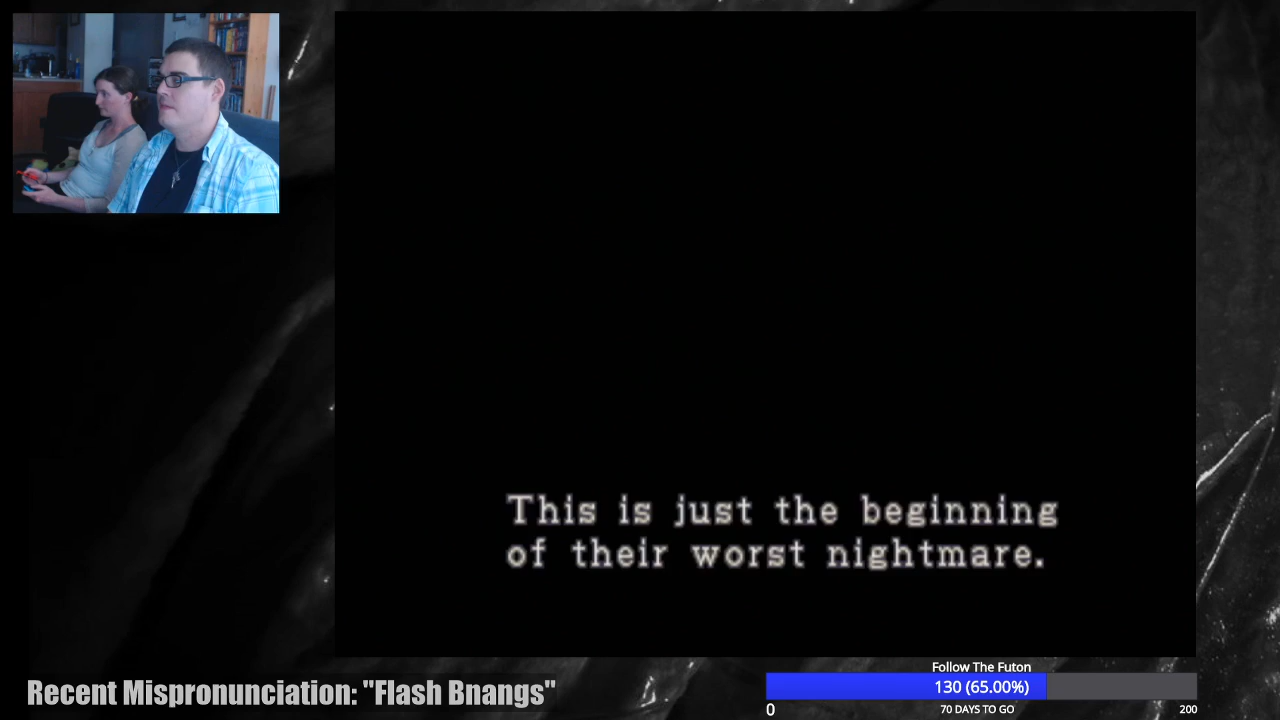 This is just the beginning
of their worst nightmare.
Recent Mispronunciation: "Flash Bnangs"
Follow The Futon
130 (65.00%)
0
70 DAYS TO GO
200